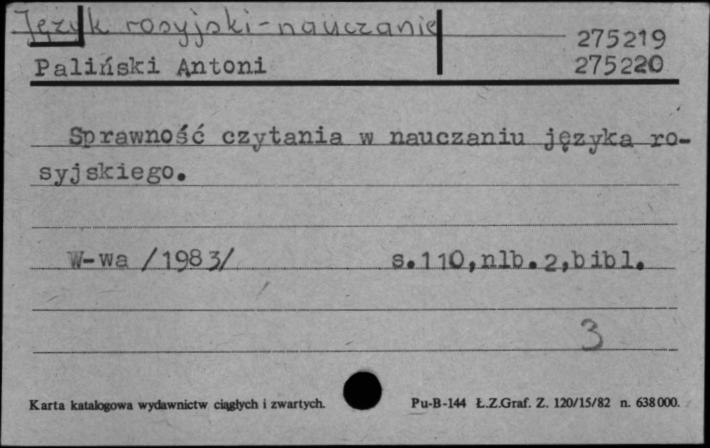 Język rosyjski-nauczanie
275219
Paliński Antoni
275220
Sprawność czytania w nauczaniu języka ro-
syjskiego.
W-wa /1983/ s.110,nlb.2,bibl.
3
Karta katalogowa wydawnictw ciągłych i zwartych. Pu-B-144 Ł.Z.Graf. Z. 120/15/82 n. 638000.